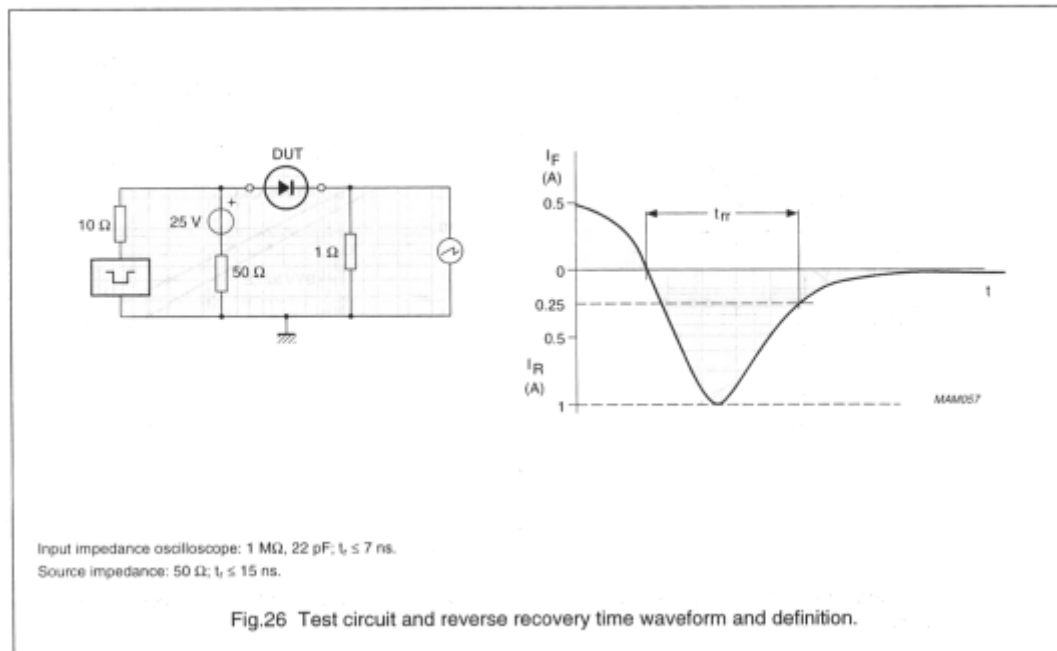 DUT
10 Ω
25 V
+
50 Ω
1 Ω
I_F
(A)
0.5
t_rr
0
0.25
t
0.5
I_R
(A)
1
MAM057
Input impedance oscilloscope: 1 MΩ, 22 pF; t_r ≤ 7 ns.
Source impedance: 50 Ω; t_r ≤ 15 ns.
Fig.26 Test circuit and reverse recovery time waveform and definition.